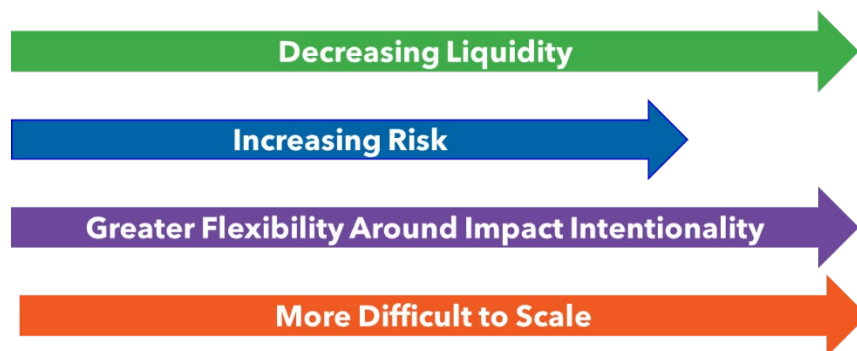 Decreasing Liquidity
Increasing Risk
Greater Flexibility Around Impact Intentionality
More Difficult to Scale